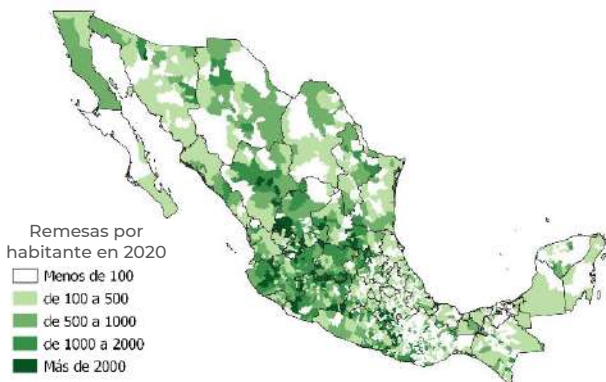 Remesas por
habitante en 2020
Menos de 100
de 100 a 500
de 500 a 1000
de 1000 a 2000
Más de 2000